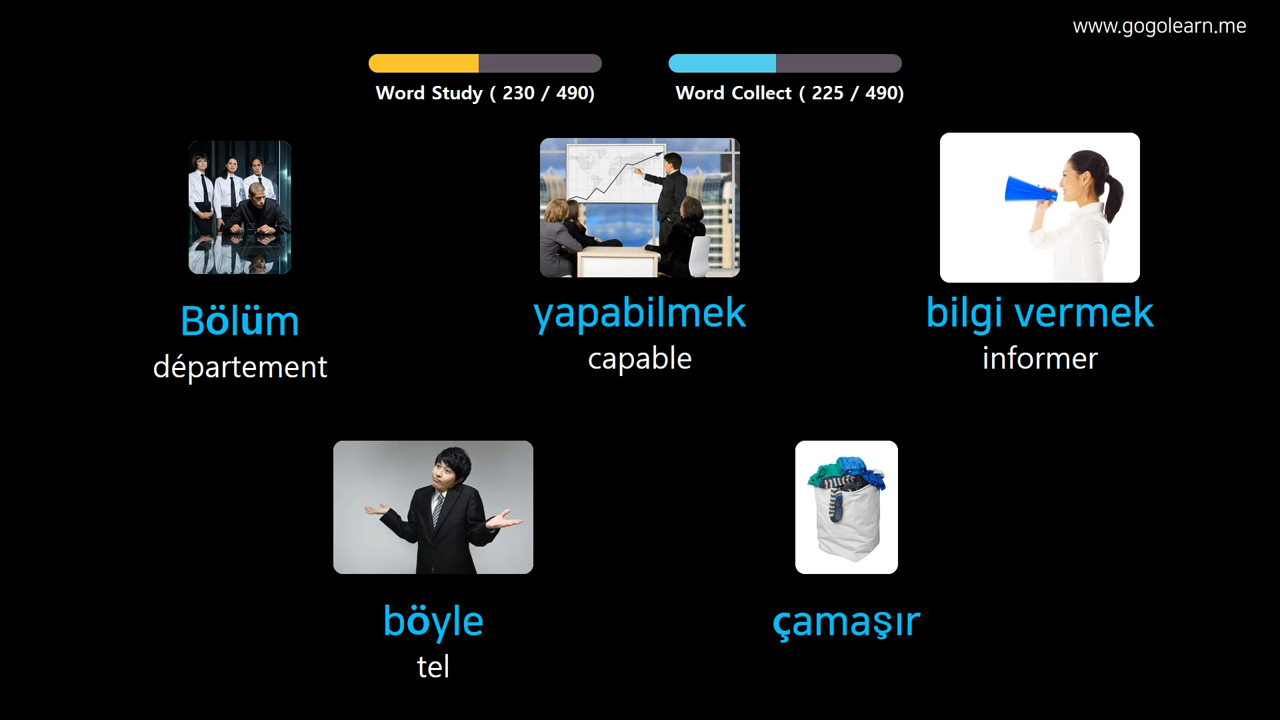 www.gogolearn.me
Word Study ( 230 / 490)
Word Collect ( 225 / 490)
Bölüm
département
yapabilmek
capable
bilgi vermek
informer
böyle
tel
çamaşır